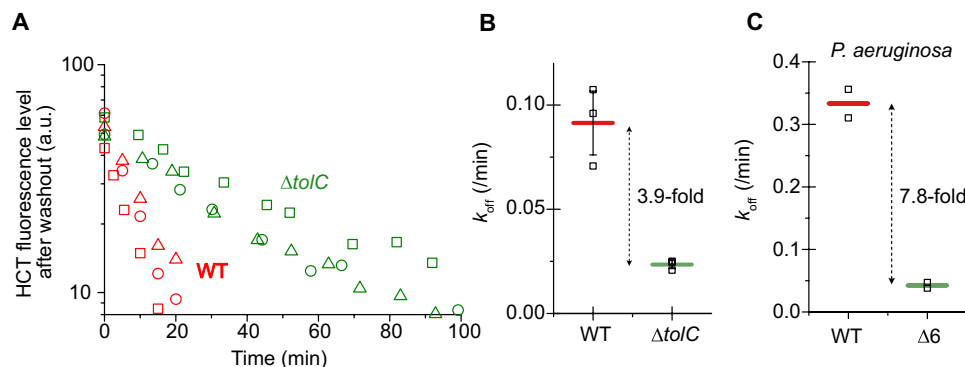 A
HCT fluorescence level
after washout (a.u.)
100
10
0
20
40
60
80
100
Time (min)
ΔtolC
WT
B
koff (/min)
0.10
0.05
0.00
3.9-fold
WT
ΔtolC
C
P. aeruginosa
koff (/min)
0.4
0.3
0.2
0.1
0.0
7.8-fold
WT
Δ6